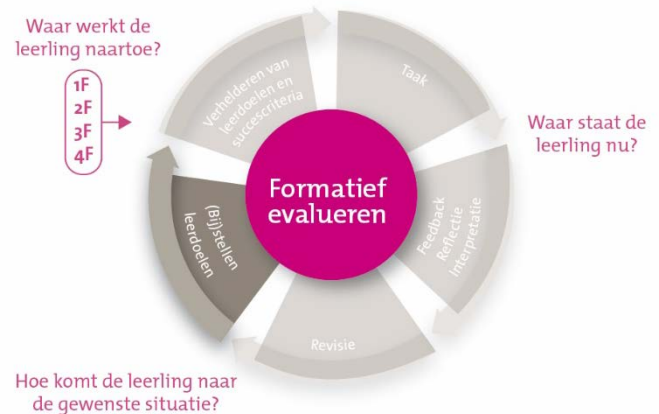 Waar werkt de
leerling naartoe?
1F
2F
3F
4F
Verhelderen van
leerdoelen en
succescriteria
Taak
Waar staat de
leerling nu?
Formatief
evalueren
Feedback
Reflectie
Interpretatie
(Bij)stellen
leerdoelen
Revisie
Hoe komt de leerling naar
de gewenste situatie?